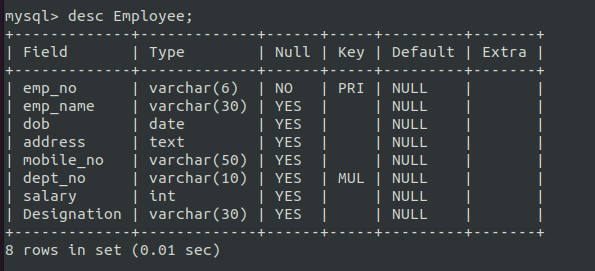 mysql> desc Employee;
+-------------+-------------+------+-----+---------+-------+
| Field       | Type        | Null | Key | Default | Extra |
+-------------+-------------+------+-----+---------+-------+
| emp_no      | varchar(6)  | NO   | PRI | NULL    |       |
| emp_name    | varchar(30) | YES  |     | NULL    |       |
| dob         | date        | YES  |     | NULL    |       |
| address     | text        | YES  |     | NULL    |       |
| mobile_no   | varchar(50) | YES  |     | NULL    |       |
| dept_no     | varchar(10) | YES  | MUL | NULL    |       |
| salary      | int         | YES  |     | NULL    |       |
| Designation | varchar(30) | YES  |     | NULL    |       |
+-------------+-------------+------+-----+---------+-------+
8 rows in set (0.01 sec)